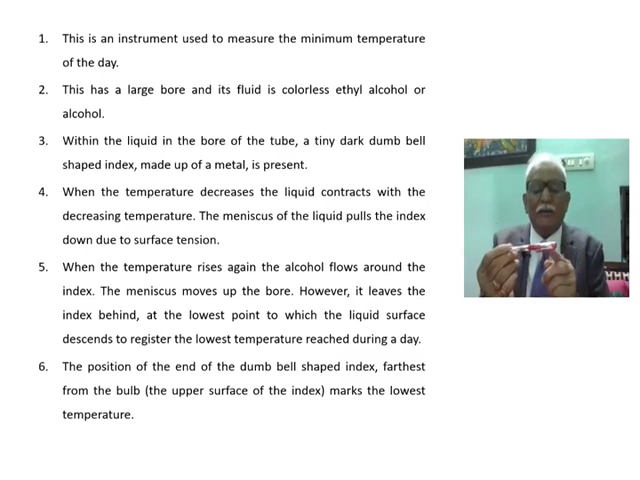 1. This is an instrument used to measure the minimum temperature
of the day.
2. This has a large bore and its fluid is colorless ethyl alcohol or
alcohol.
3. Within the liquid in the bore of the tube, a tiny dark dumb bell
shaped index, made up of a metal, is present.
4. When the temperature decreases the liquid contracts with the
decreasing temperature. The meniscus of the liquid pulls the index
down due to surface tension.
5. When the temperature rises again the alcohol flows around the
index. The meniscus moves up the bore. However, it leaves the
index behind, at the lowest point to which the liquid surface
descends to register the lowest temperature reached during a day.
6. The position of the end of the dumb bell shaped index, farthest
from the bulb (the upper surface of the index) marks the lowest
temperature.